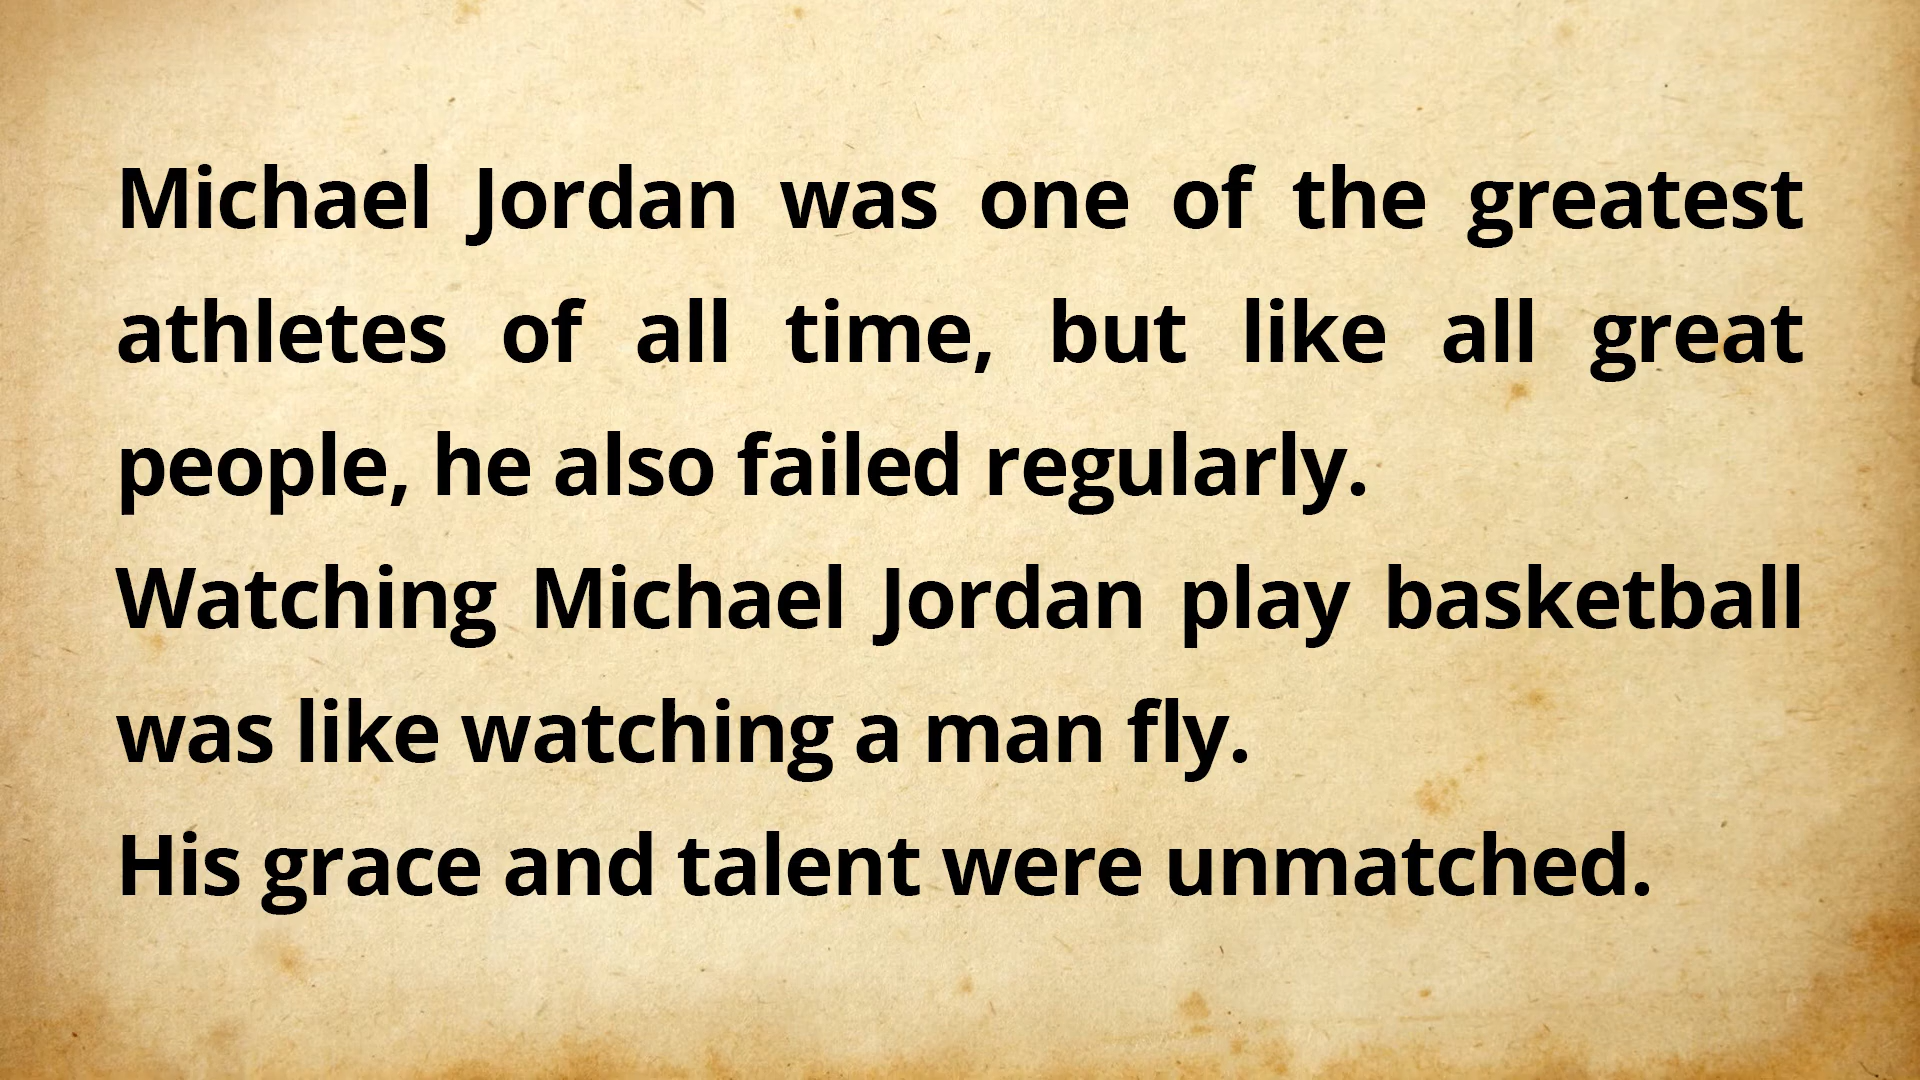 Michael Jordan was one of the greatest
athletes of all time, but like all great
people, he also failed regularly.
Watching Michael Jordan play basketball
was like watching a man fly.
His grace and talent were unmatched.